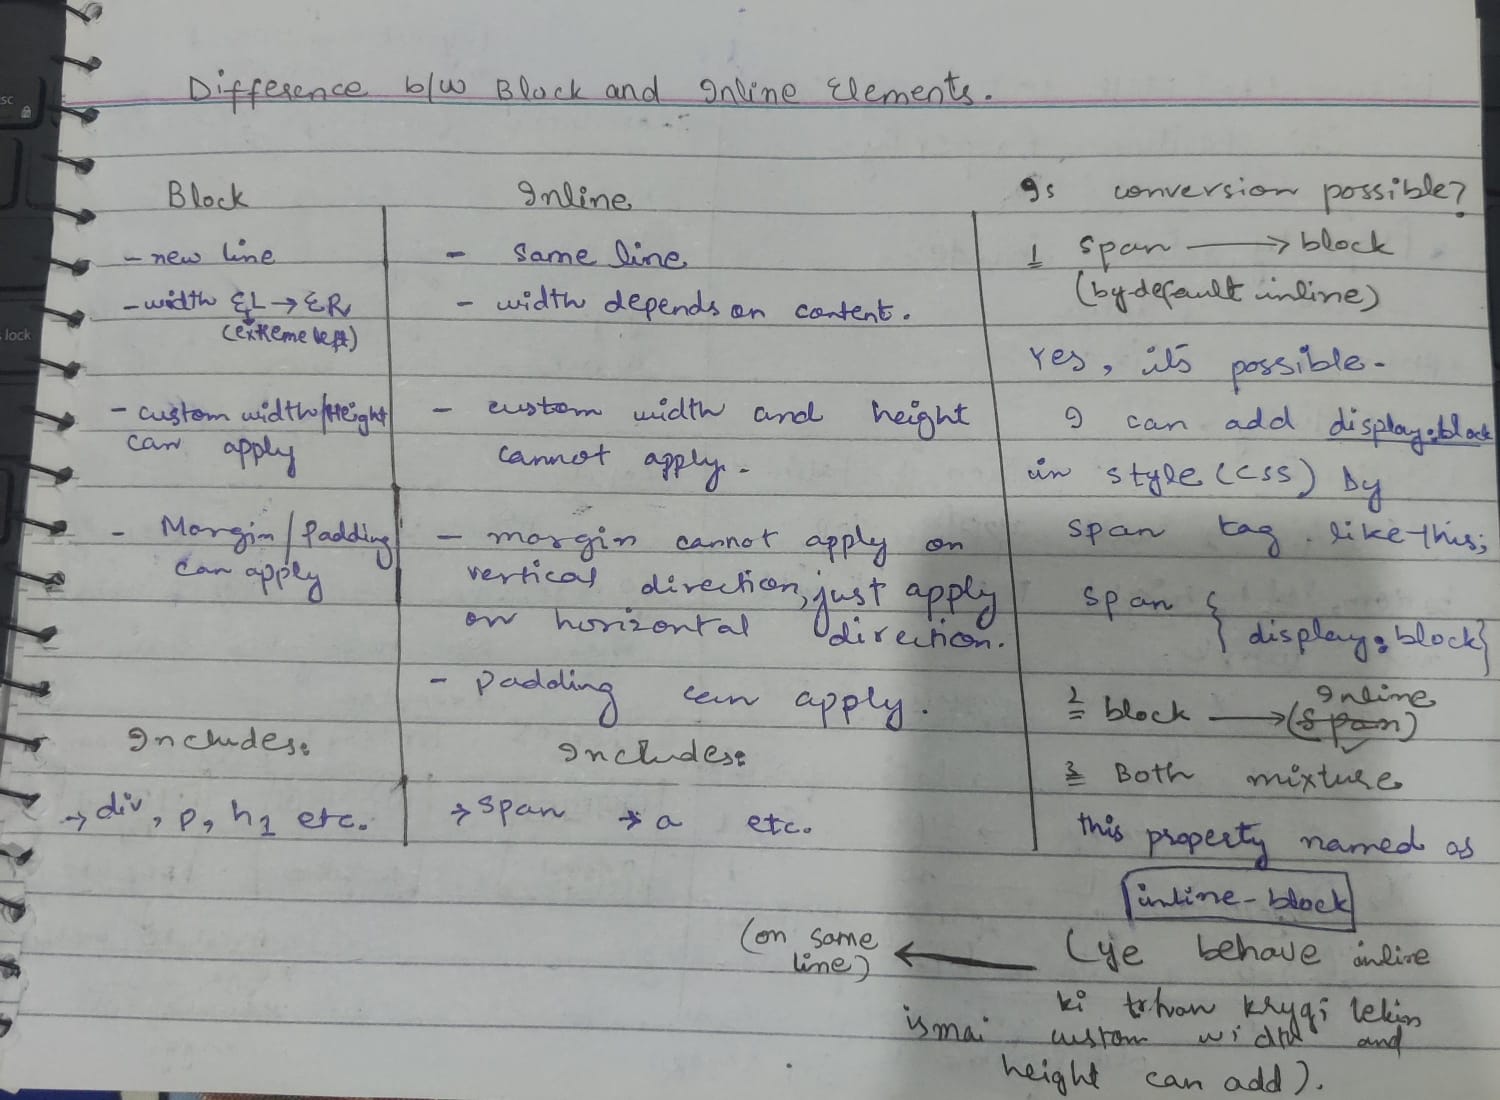 Difference b/w Block and Inline Elements.
Block
- new line
- width EL → ER
(extreme left)
- custom width/Height
can apply
- Margin/Padding
can apply
Includes:
→ div, p, h1 etc.
Inline
- same line
- width depends on content.
- custom width and height
cannot apply.
- margin cannot apply on
vertical direction, just apply
on horizontal direction.
- padding can apply.
Includes:
→ span → a etc.
Is conversion possible?
1 span → block
(by default inline)
Yes, its possible.
I can add display:block
in style (css) by
span tag. like this;
span {
display: block}
2 block → Inline
(span)
3 Both mixture
this property named as
inline-block
(ye behave inline
(on same
line)
ki trhan krygi lekin
ismai custom width and
height can add).
sc
lock